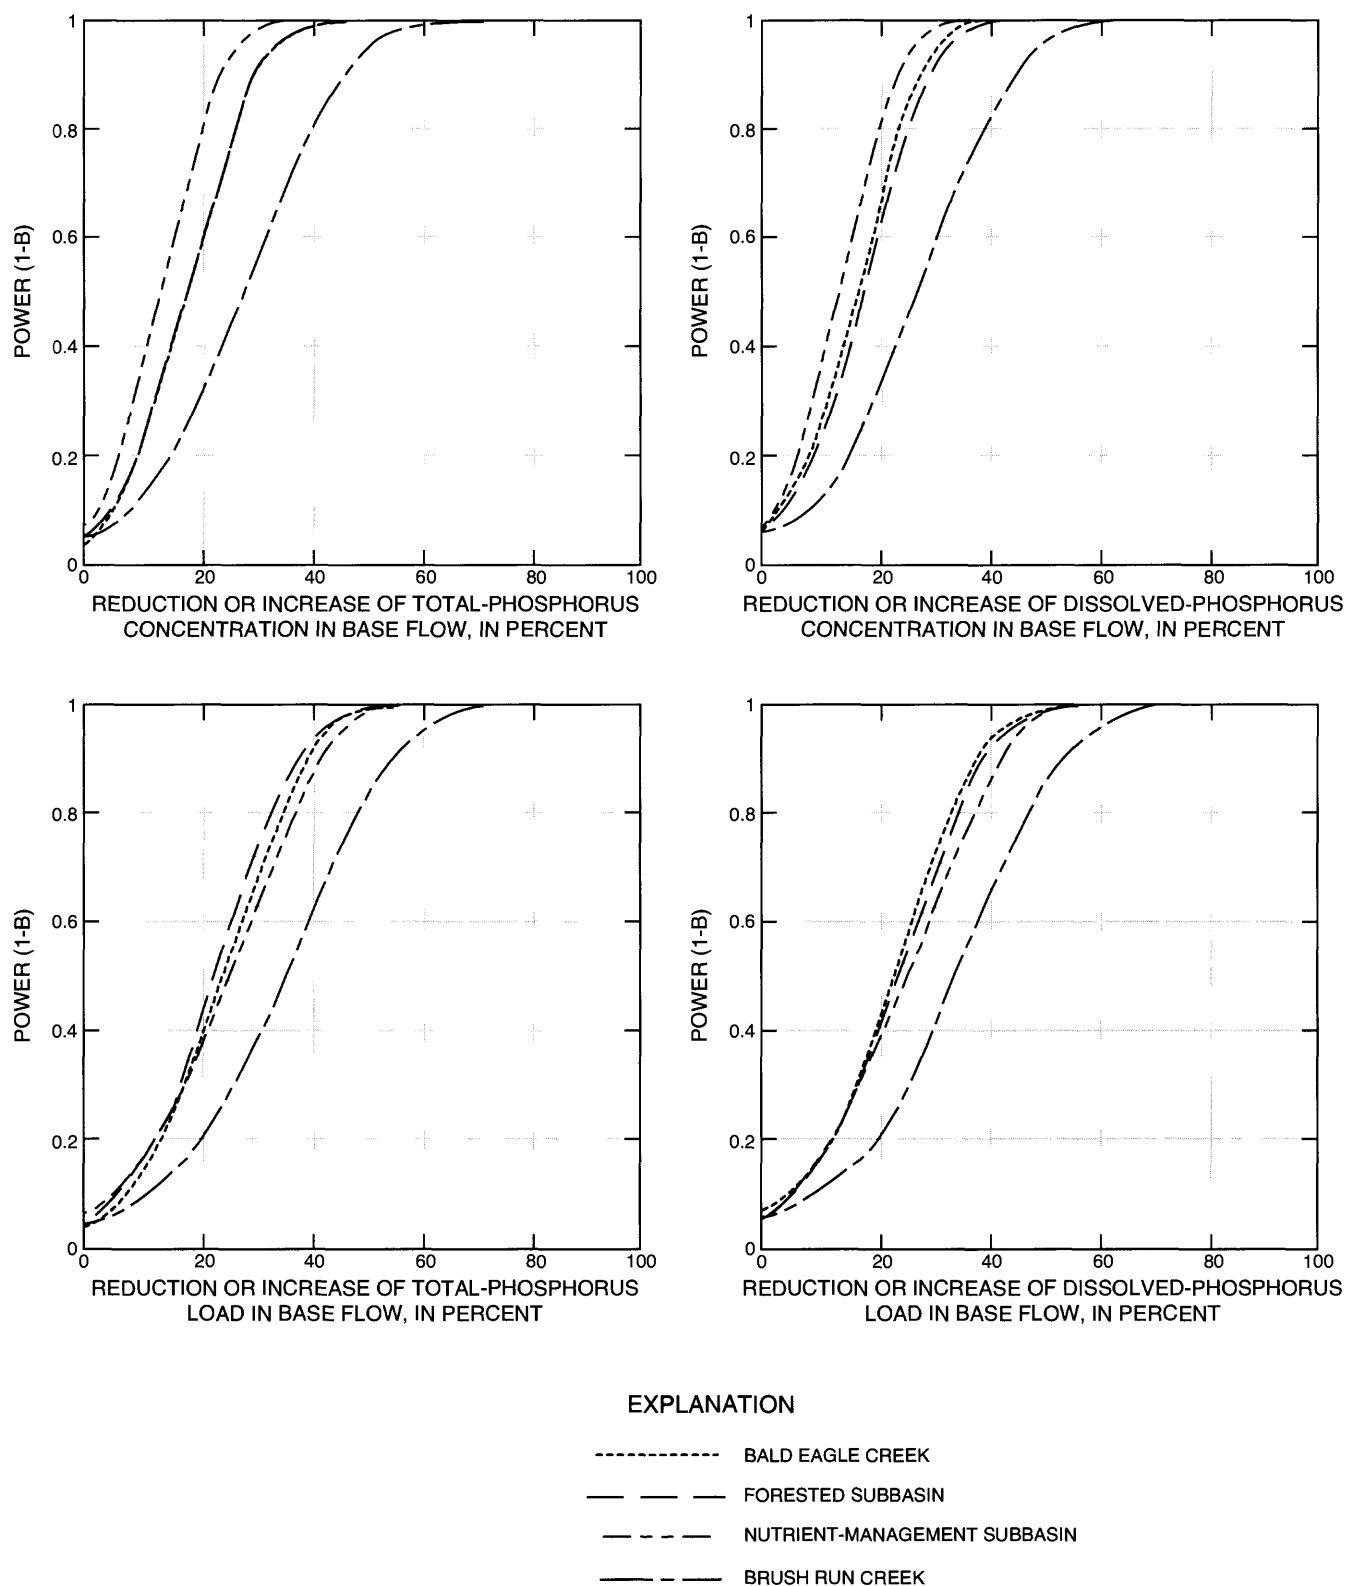 1
0.8
0.6
0.4
0.2
0
POWER (1-B)
0 20 40 60 80 100
REDUCTION OR INCREASE OF TOTAL-PHOSPHORUS
CONCENTRATION IN BASE FLOW, IN PERCENT
1
0.8
0.6
0.4
0.2
0
POWER (1-B)
0 20 40 60 80 100
REDUCTION OR INCREASE OF DISSOLVED-PHOSPHORUS
CONCENTRATION IN BASE FLOW, IN PERCENT
1
0.8
0.6
0.4
0.2
0
POWER (1-B)
0 20 40 60 80 100
REDUCTION OR INCREASE OF TOTAL-PHOSPHORUS
LOAD IN BASE FLOW, IN PERCENT
1
0.8
0.6
0.4
0.2
0
POWER (1-B)
0 20 40 60 80 100
REDUCTION OR INCREASE OF DISSOLVED-PHOSPHORUS
LOAD IN BASE FLOW, IN PERCENT
EXPLANATION
BALD EAGLE CREEK
FORESTED SUBBASIN
NUTRIENT-MANAGEMENT SUBBASIN
BRUSH RUN CREEK